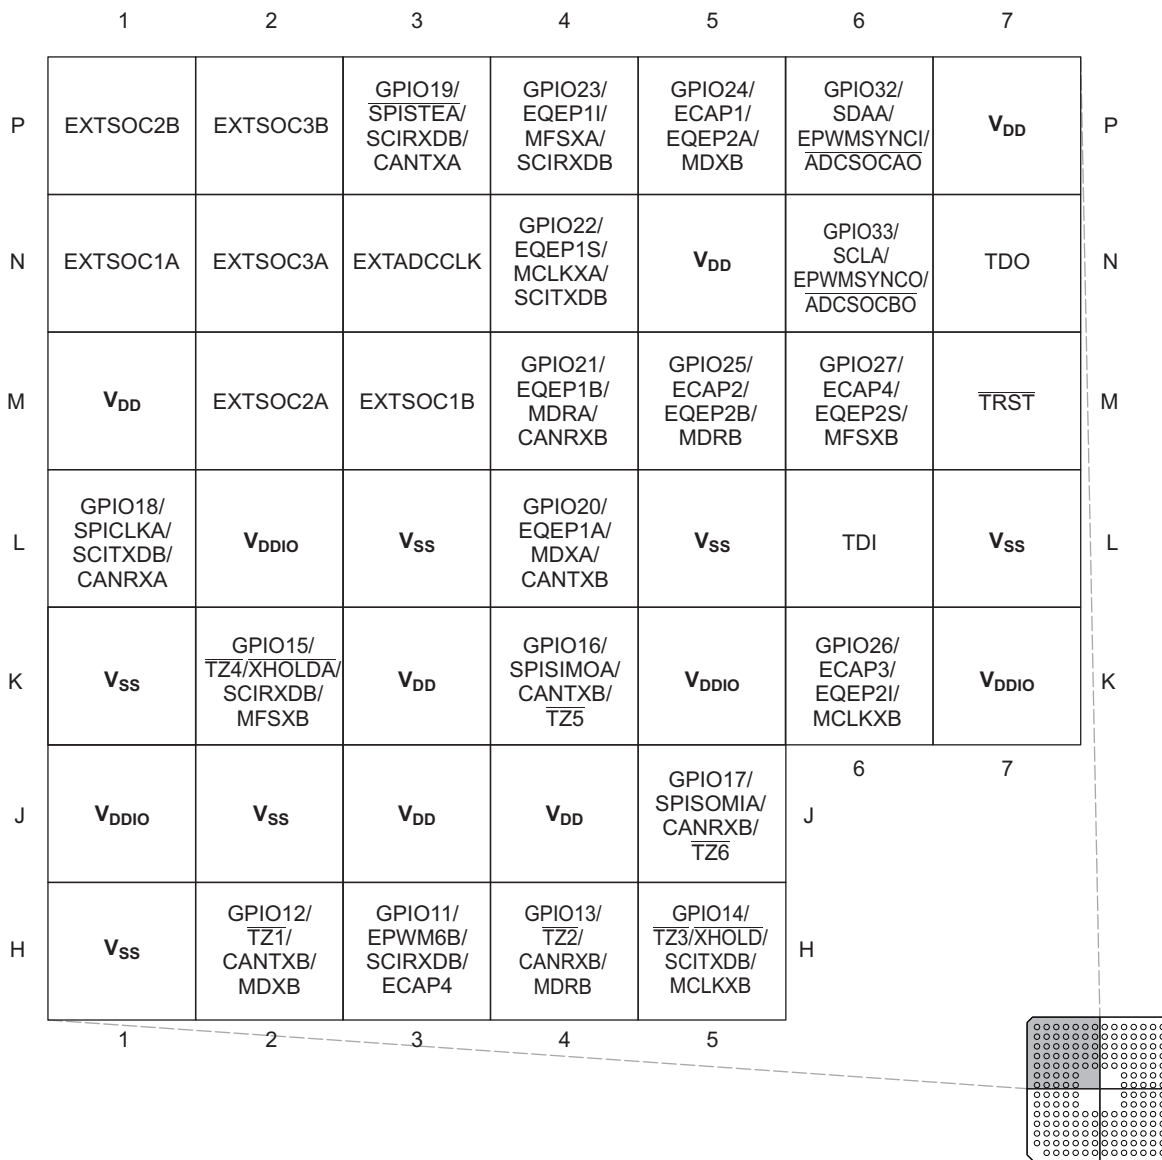 1 2 3 4 5 6 7
P
EXTSOC2B
EXTSOC3B
GPIO19/
SPISTEA/
SCIRXDB/
CANTXA
GPIO23/
EQEP1I/
MFSXA/
SCIRXDB
GPIO24/
ECAP1/
EQEP2A/
MDXB
GPIO32/
SDAA/
EPWMSYNCI/
ADCSOCAO
VDD
P
N
EXTSOC1A
EXTSOC3A
EXTADCCLK
GPIO22/
EQEP1S/
MCLKXA/
SCITXDB
VDD
GPIO33/
SCLA/
EPWMSYNCO/
ADCSOCBO
TDO
N
M
VDD
EXTSOC2A
EXTSOC1B
GPIO21/
EQEP1B/
MDRA/
CANRXB
GPIO25/
ECAP2/
EQEP2B/
MDRB
GPIO27/
ECAP4/
EQEP2S/
MFSXB
TRST
M
L
GPIO18/
SPICLKA/
SCITXDB/
CANRXA
VDDIO
VSS
GPIO20/
EQEP1A/
MDXA/
CANTXB
VSS
TDI
VSS
L
K
VSS
GPIO15/
TZ4/XHOLDA/
SCIRXDB/
MFSXB
VDD
GPIO16/
SPISIMOA/
CANTXB/
TZ5
VDDIO
GPIO26/
ECAP3/
EQEP2I/
MCLKXB
VDDIO
K
6 7
J
VDDIO
VSS
VDD
VDD
GPIO17/
SPISOMIA/
CANRXB/
TZ6
J
H
VSS
GPIO12/
TZ1/
CANTXB/
MDXB
GPIO11/
EPWM6B/
SCIRXDB/
ECAP4
GPIO13/
TZ2/
CANRXB/
MDRB
GPIO14/
TZ3/XHOLD/
SCITXDB/
MCLKXB
H
1 2 3 4 5